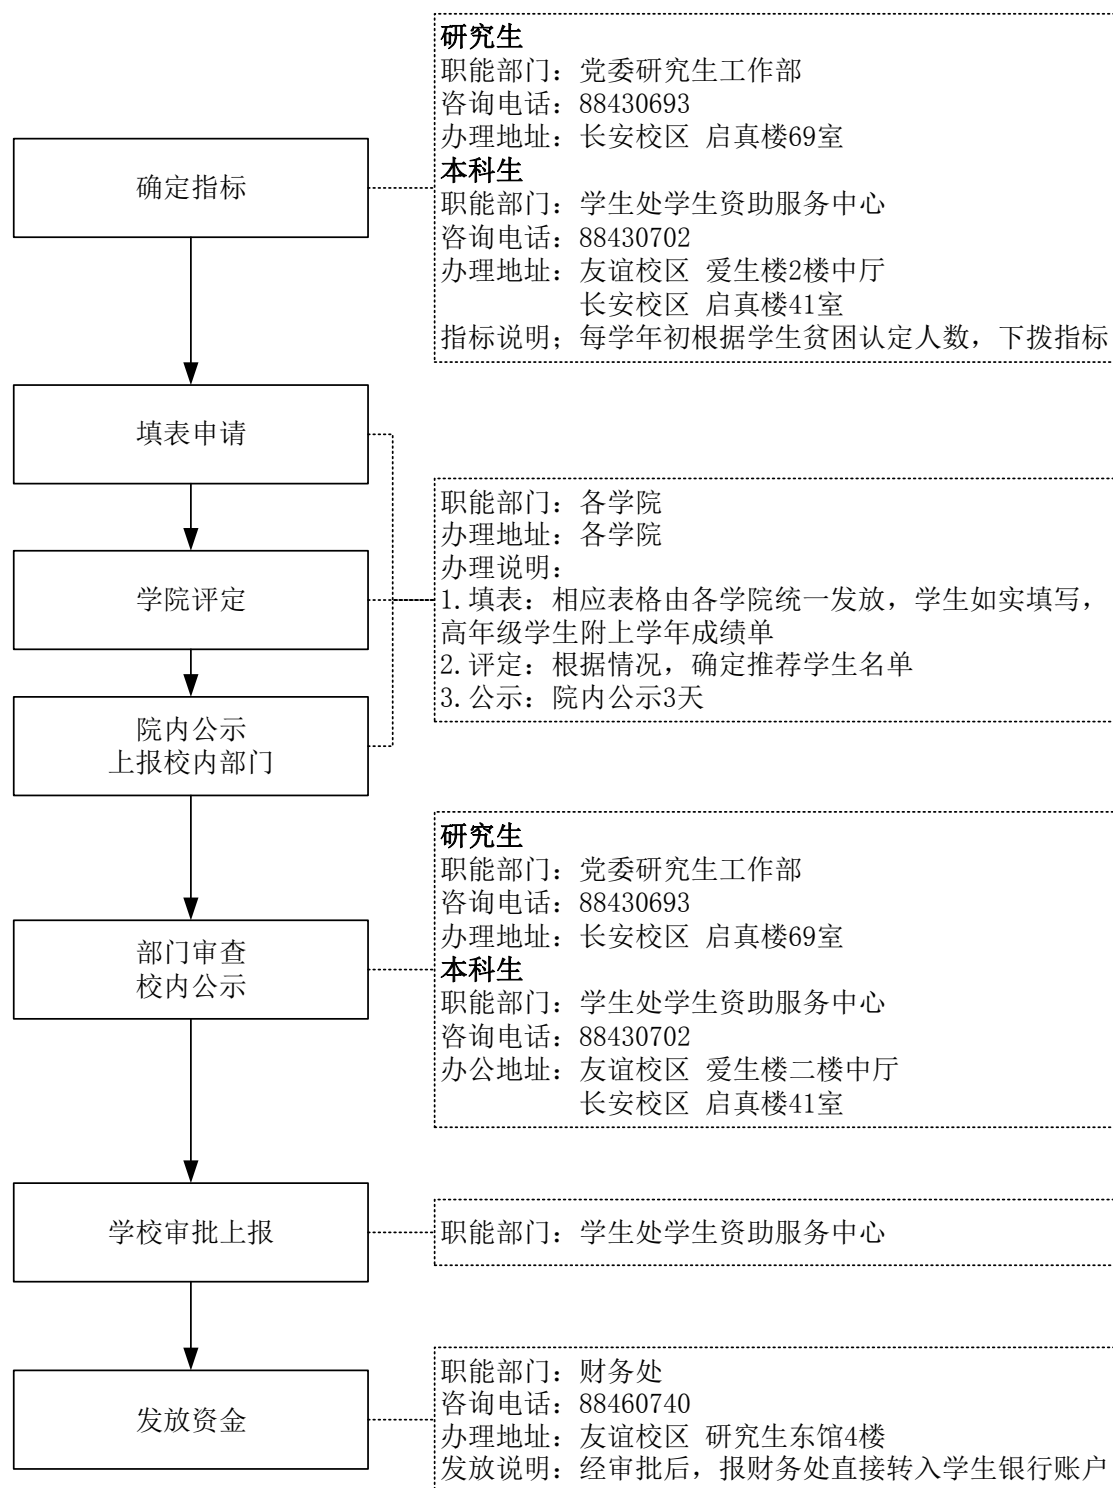 研究生
职能部门：党委研究生工作部
咨询电话：88430693
办理地址：长安校区 启真楼69室
本科生
职能部门：学生处学生资助服务中心
咨询电话：88430702
办理地址：友谊校区 爱生楼2楼中厅
长安校区 启真楼41室
指标说明；每学年初根据学生贫困认定人数，下拨指标
确定指标
填表申请
学院评定
院内公示
上报校内部门
职能部门：各学院
办理地址：各学院
办理说明：
1.填表：相应表格由各学院统一发放，学生如实填写，
高年级学生附上学年成绩单
2.评定：根据情况，确定推荐学生名单
3.公示：院内公示3天
部门审查
校内公示
研究生
职能部门：党委研究生工作部
咨询电话：88430693
办理地址：长安校区 启真楼69室
本科生
职能部门：学生处学生资助服务中心
咨询电话：88430702
办公地址：友谊校区 爱生楼二楼中厅
长安校区 启真楼41室
学校审批上报
职能部门：学生处学生资助服务中心
发放资金
职能部门：财务处
咨询电话：88460740
办理地址：友谊校区 研究生东馆4楼
发放说明：经审批后，报财务处直接转入学生银行账户